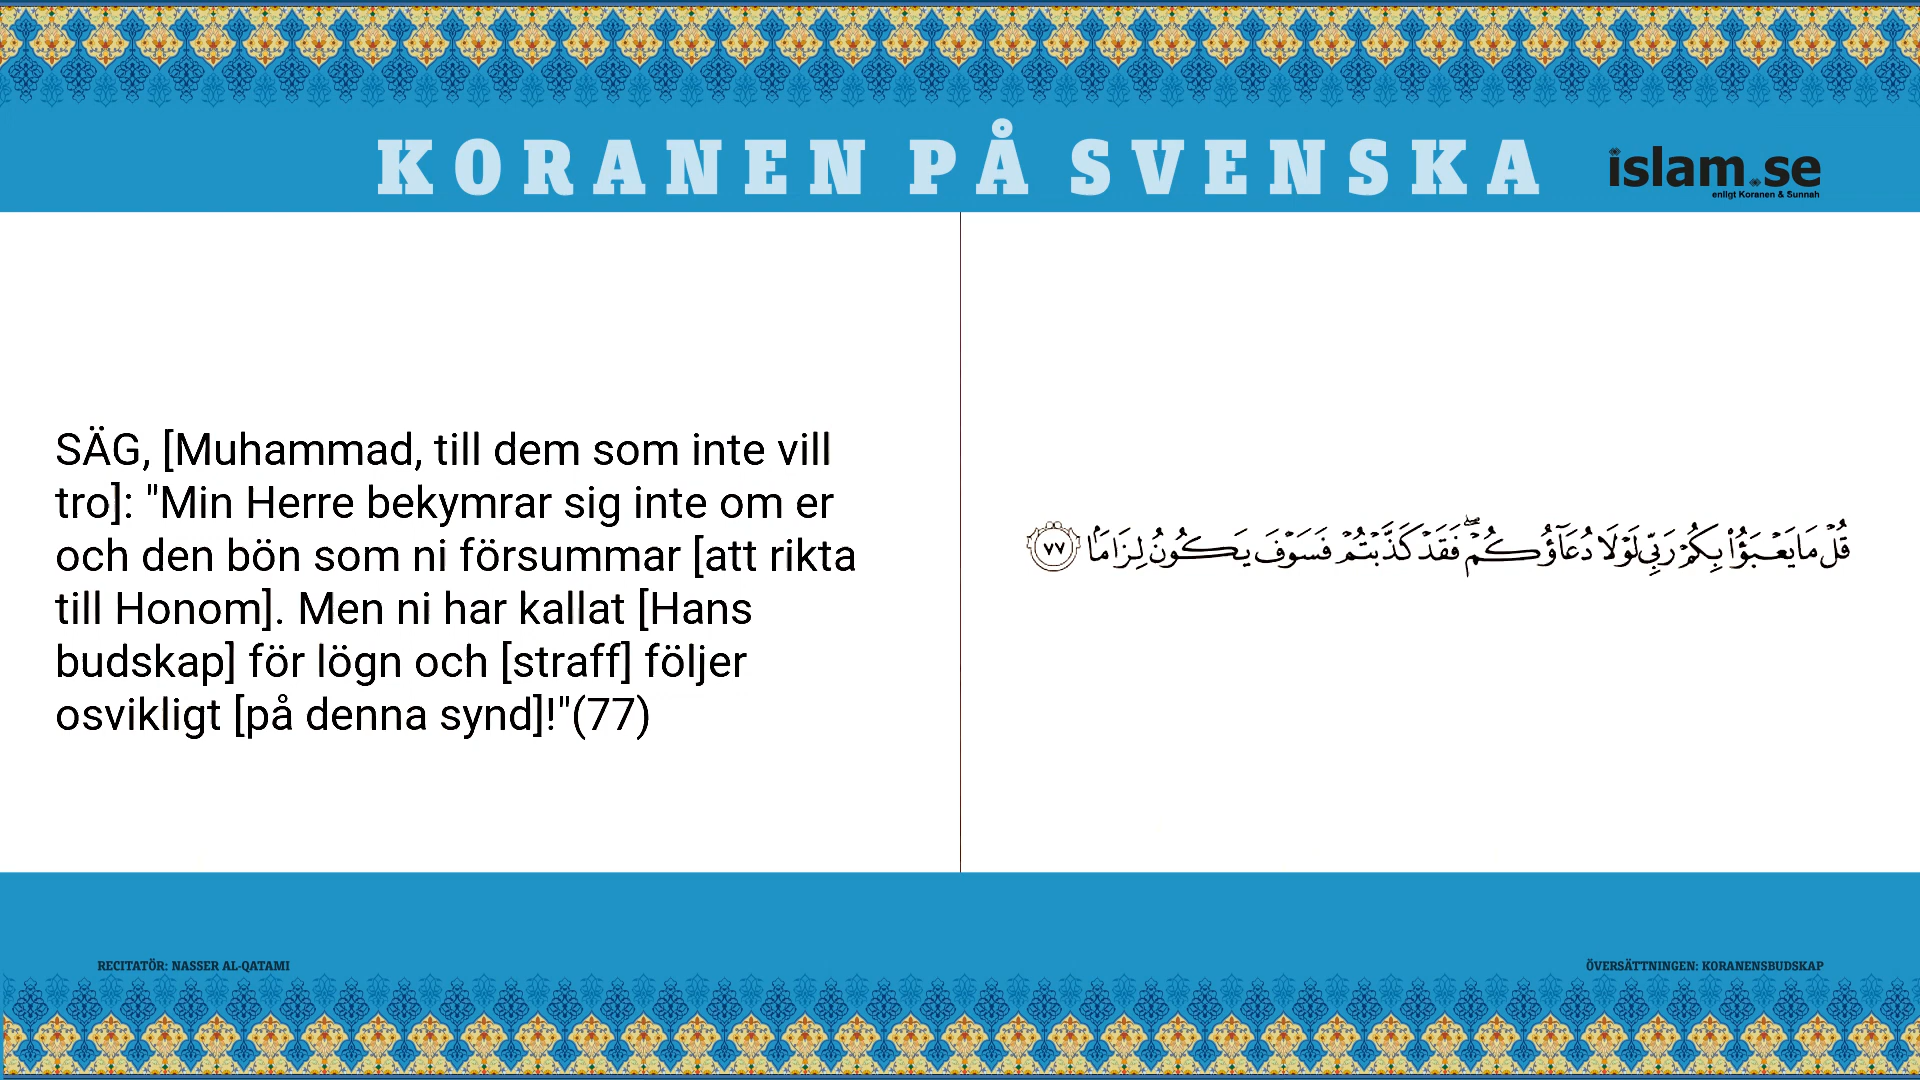 KORANEN PÅ SVENSKA
islam.se
enligt Koranen & Sunnah
SÄG, [Muhammad, till dem som inte vill
tro]: "Min Herre bekymrar sig inte om er
och den bön som ni försummar [att rikta
till Honom]. Men ni har kallat [Hans
budskap] för lögn och [straff] följer
osvikligt [på denna synd]!"(77)
قُلْ مَا يَعْبَؤُا۟ بِكُمْ رَبِّى لَوْلَا دُعَآؤُكُمْ ۖ فَقَدْ كَذَّبْتُمْ فَسَوْفَ يَكُونُ لِزَامًۢا ٧٧
RECITATÖR: NASSER AL-QATAMI
ÖVERSÄTTNINGEN: KORANENSBUDSKAP